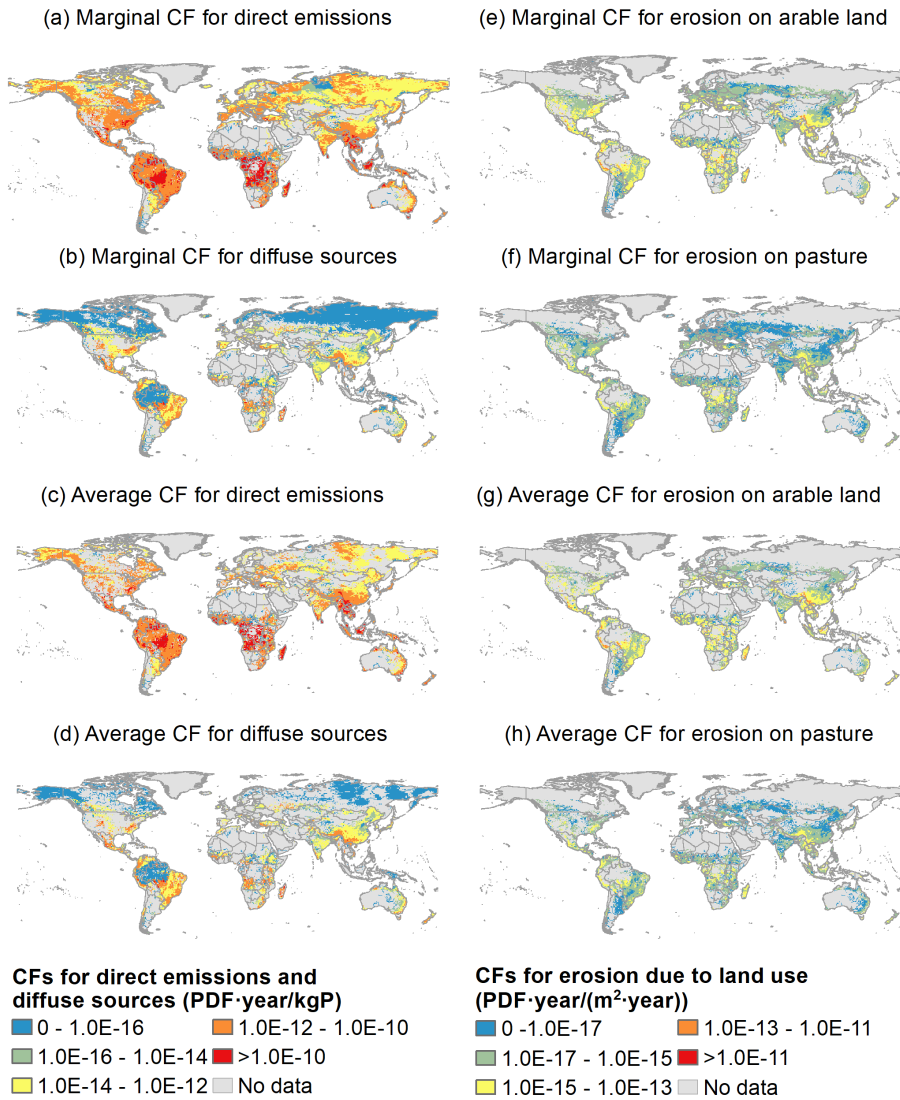 (a) Marginal CF for direct emissions
(e) Marginal CF for erosion on arable land
(b) Marginal CF for diffuse sources
(f) Marginal CF for erosion on pasture
(c) Average CF for direct emissions
(g) Average CF for erosion on arable land
(d) Average CF for diffuse sources
(h) Average CF for erosion on pasture
CFs for direct emissions and
diffuse sources (PDF·year/kgP)
0 - 1.0E-16
1.0E-12 - 1.0E-10
1.0E-16 - 1.0E-14
>1.0E-10
1.0E-14 - 1.0E-12
No data
CFs for erosion due to land use
(PDF·year/(m²·year))
0 -1.0E-17
1.0E-13 - 1.0E-11
1.0E-17 - 1.0E-15
>1.0E-11
1.0E-15 - 1.0E-13
No data